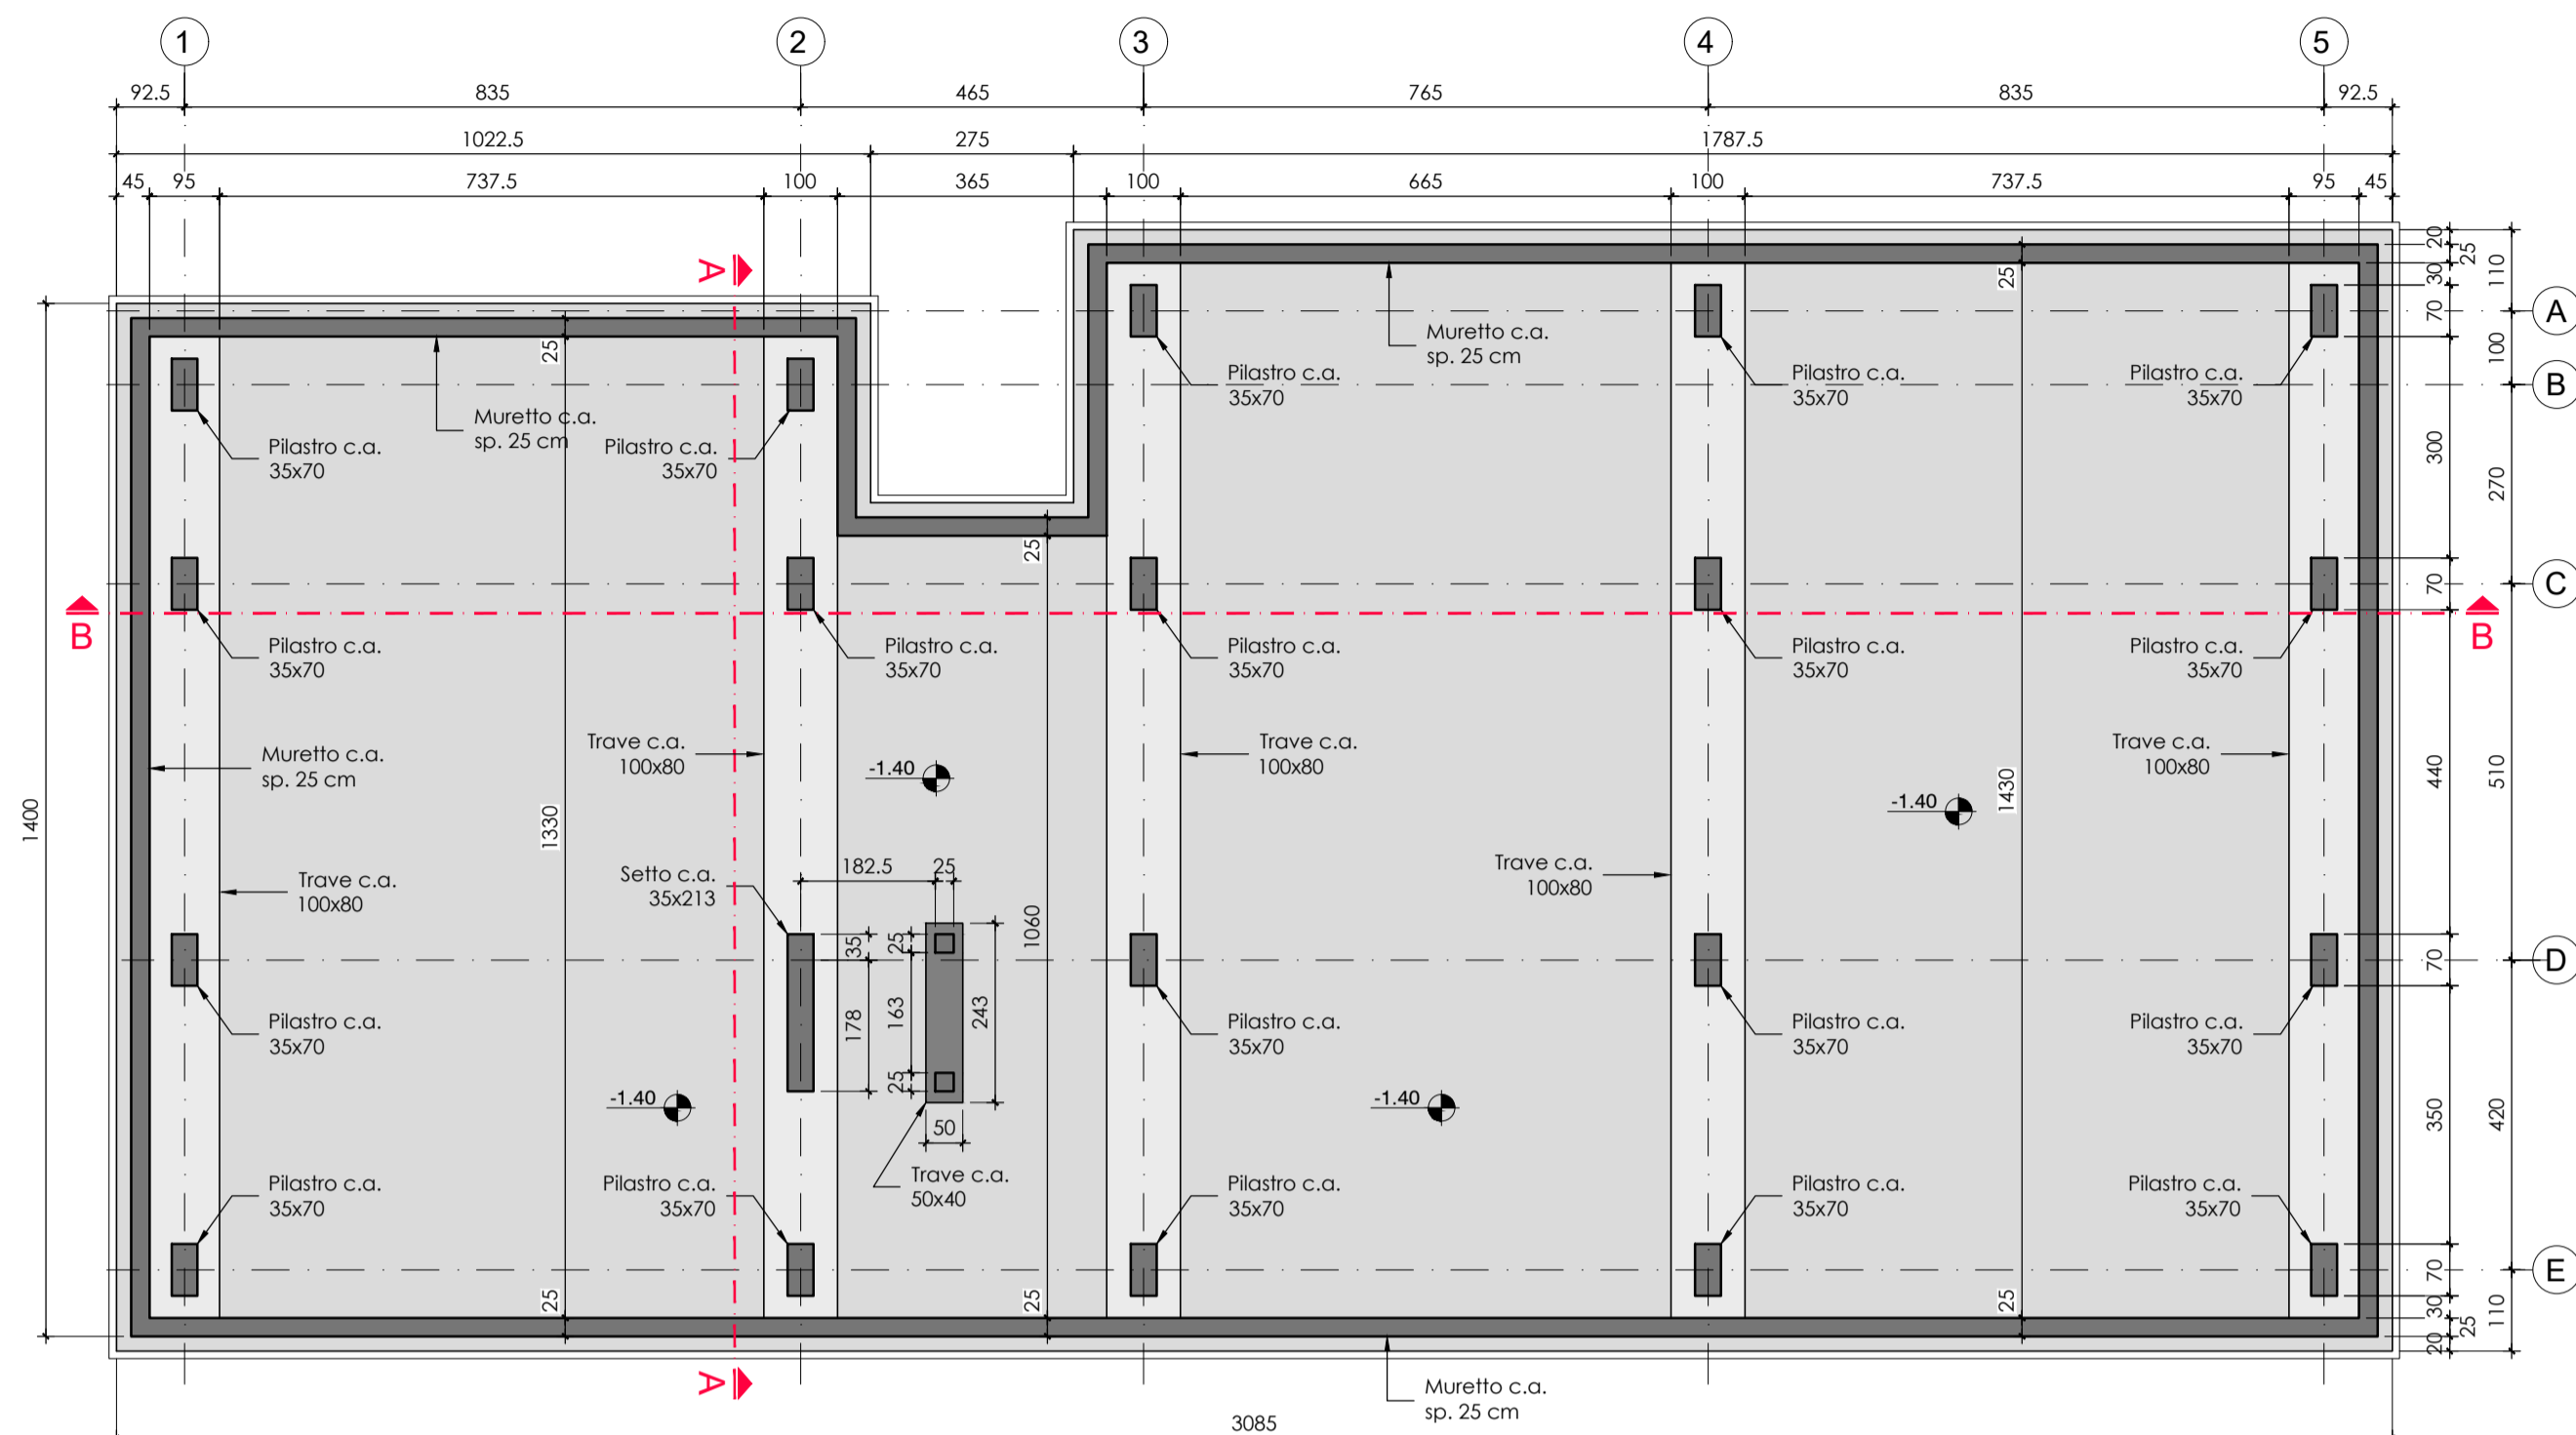 1 2 3 4 5
92.5 835 465 765 835 92.5
1022.5 275 1787.5
45 95 737.5 100 365 100 665 100 737.5 95 45
20 25 110
A 25 25 30
70 A
Muretto c.a.
sp. 25 cm
25 100
Pilastro c.a. Pilastro c.a. Pilastro c.a.
35x70 35x70 35x70 B
Muretto c.a.
sp. 25 cm
Pilastro c.a. Pilastro c.a. 300
35x70 35x70 270
25
70 C
B B
Pilastro c.a. Pilastro c.a. Pilastro c.a. Pilastro c.a. Pilastro c.a.
35x70 35x70 35x70 35x70 35x70
Muretto c.a. Trave c.a. Trave c.a. Trave c.a.
sp. 25 cm 100x80 100x80 100x80
-1.40 440 510
1400 1330 1430 -1.40
Setto c.a. 182.5 25 Trave c.a.
35x213 100x80
Trave c.a.
100x80
1060
35 25 70 D
178 163 243
Pilastro c.a. Pilastro c.a. Pilastro c.a. Pilastro c.a.
35x70 35x70 35x70 35x70
25
-1.40 -1.40 350 420
50
Trave c.a.
50x40
Pilastro c.a. Pilastro c.a. Pilastro c.a. Pilastro c.a. Pilastro c.a.
35x70 35x70 35x70 35x70 35x70
70 E
25 25 25 30 110
20 25
A
Muretto c.a.
sp. 25 cm
3085